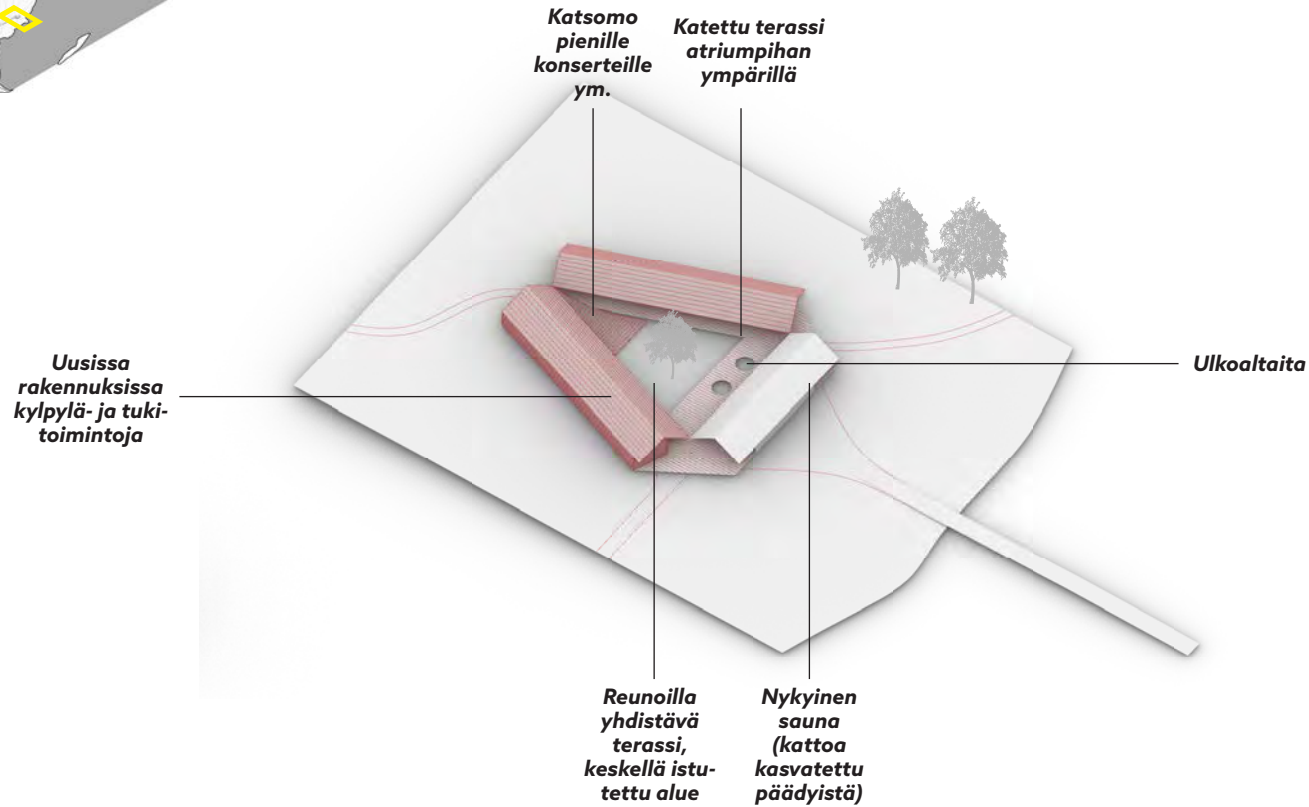 Katsomo
pienille
konserteille
ym.
Katettu terassi
atriumpihan
ympärillä
Uusissa
rakennuksissa
kylpylä- ja tuki-
toimintoja
Ulkoaltaita
Reunoilla
yhdistävä
terassi,
keskellä istu-
tettu alue
Nykyinen
sauna
(kattoa
kasvatettu
päädyistä)